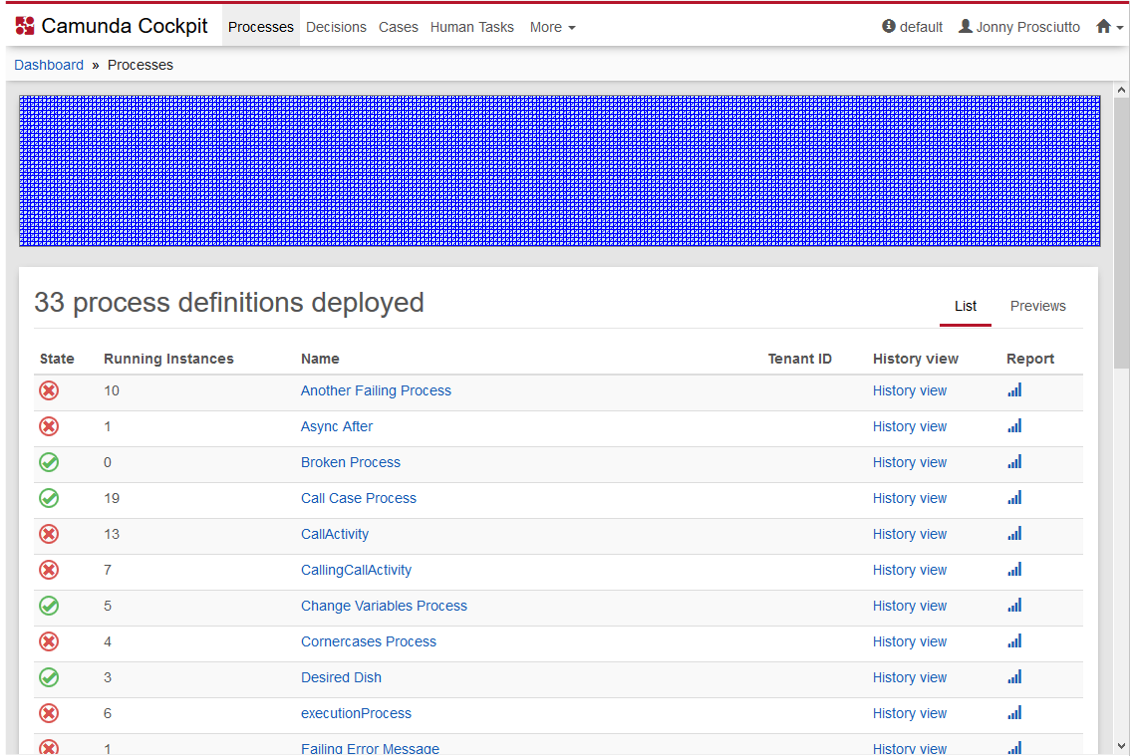 Camunda Cockpit Processes Decisions Cases Human Tasks More default Jonny Prosciutto
Dashboard » Processes
33 process definitions deployed List Previews
State Running Instances Name Tenant ID History view Report
10 Another Failing Process History view
1 Async After History view
0 Broken Process History view
19 Call Case Process History view
13 CallActivity History view
7 CallingCallActivity History view
5 Change Variables Process History view
4 Cornercases Process History view
3 Desired Dish History view
6 executionProcess History view
1 Failing Error Message History view